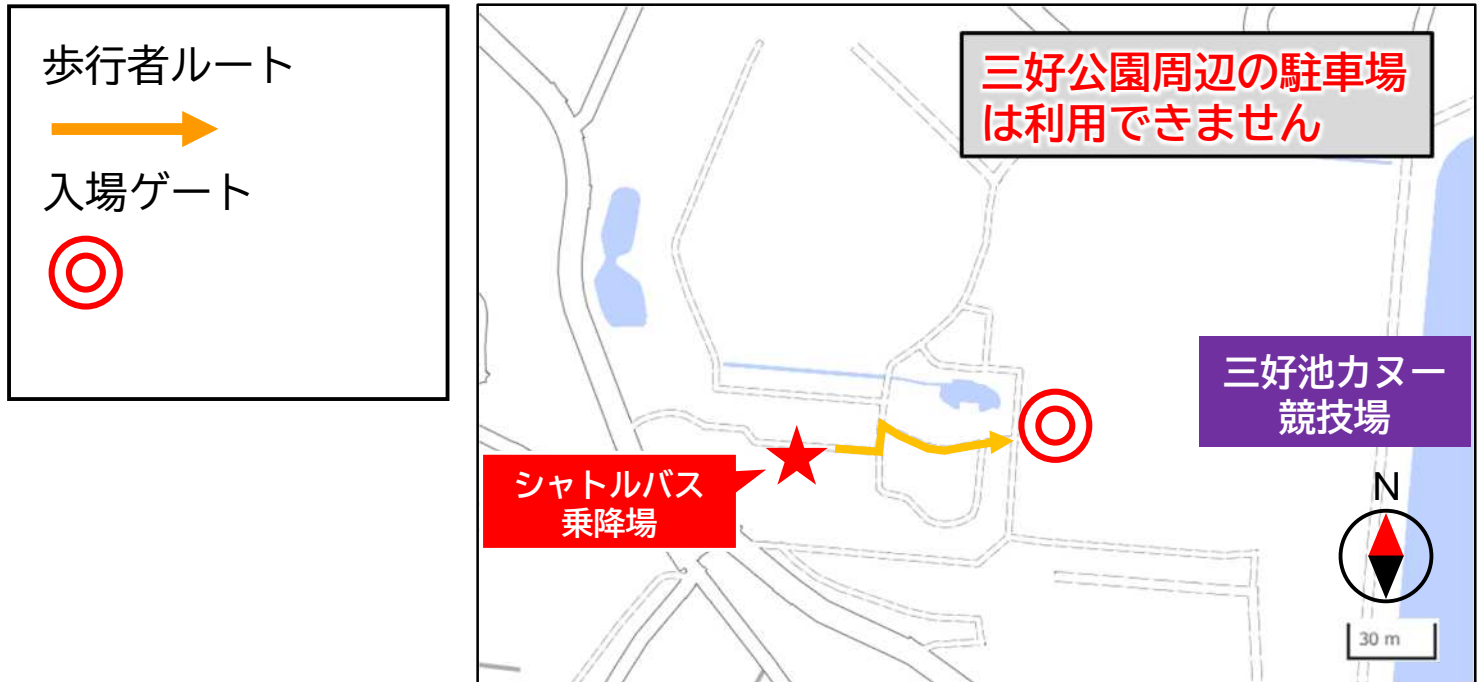 歩行者ルート
入場ゲート
三好公園周辺の駐車場
は利用できません
三好池カヌー
競技場
シャトルバス
乗降場
N
30 m